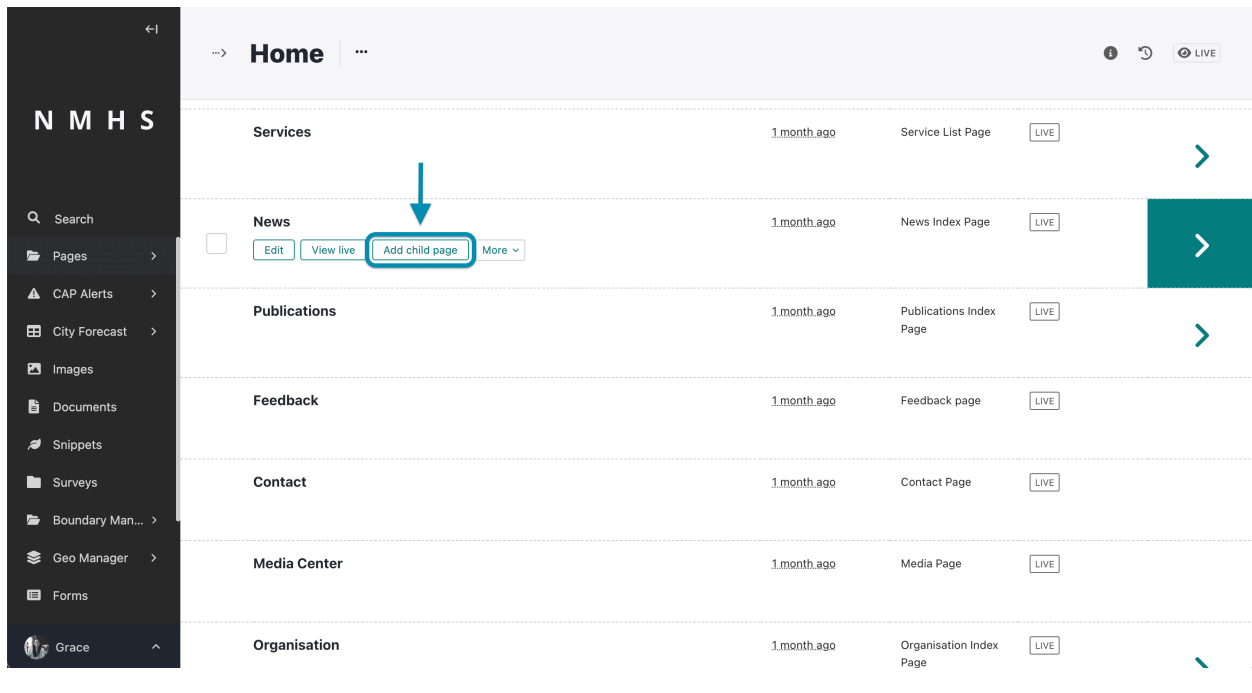 Home
LIVE
NMHS
Search
Pages
CAP Alerts
City Forecast
Images
Documents
Snippets
Surveys
Boundary Man...
Geo Manager
Forms
Grace
Services 1 month ago Service List Page LIVE
News 1 month ago News Index Page LIVE
Edit View live Add child page More
Publications 1 month ago Publications Index LIVE
Page
Feedback 1 month ago Feedback page LIVE
Contact 1 month ago Contact Page LIVE
Media Center 1 month ago Media Page LIVE
Organisation 1 month ago Organisation Index LIVE
Page